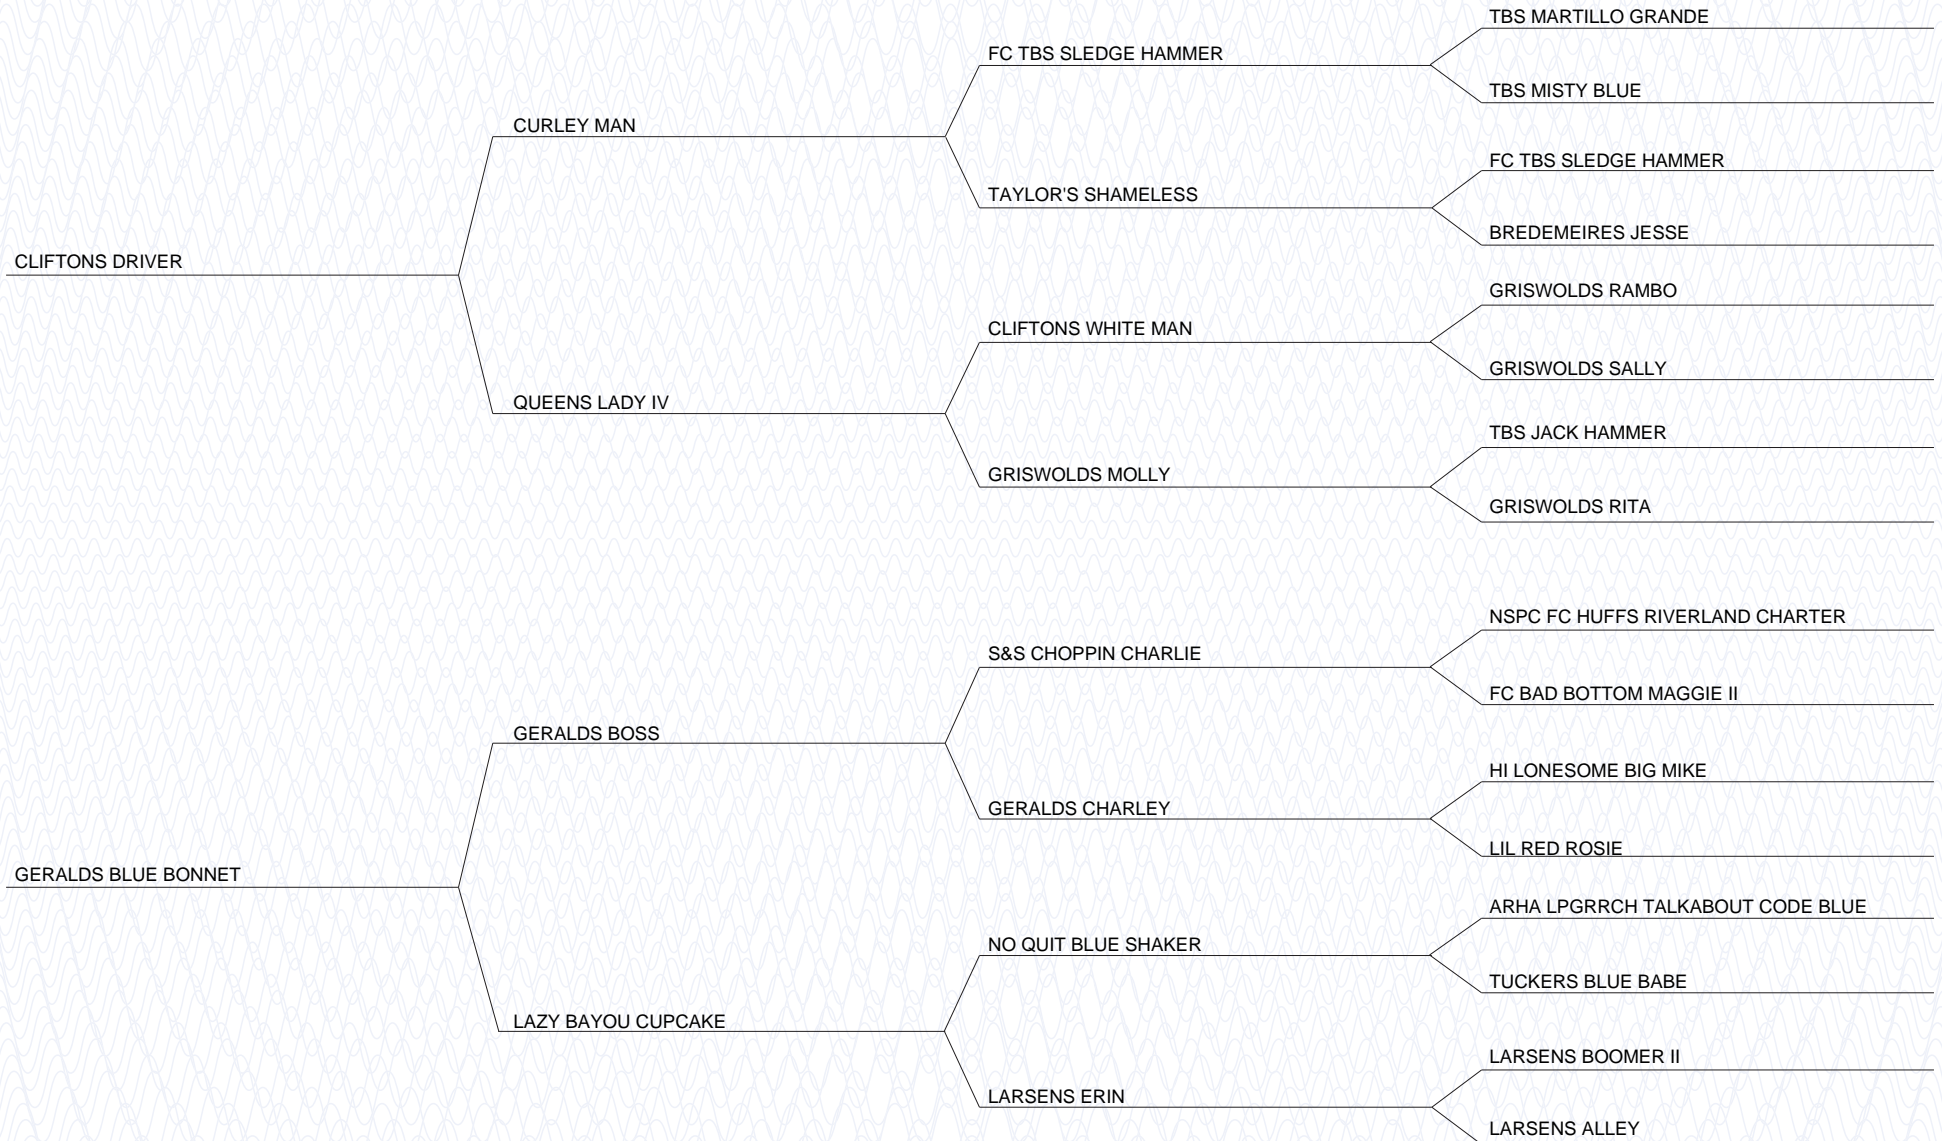 TBS MARTILLO GRANDE
FC TBS SLEDGE HAMMER
TBS MISTY BLUE
CURLEY MAN
FC TBS SLEDGE HAMMER
TAYLOR'S SHAMELESS
BREDEMEIRES JESSE
CLIFTONS DRIVER
GRISWOLDS RAMBO
CLIFTONS WHITE MAN
GRISWOLDS SALLY
QUEENS LADY IV
TBS JACK HAMMER
GRISWOLDS MOLLY
GRISWOLDS RITA
NSPC FC HUFFS RIVERLAND CHARTER
S&S CHOPPIN CHARLIE
FC BAD BOTTOM MAGGIE II
GERALDS BOSS
HI LONESOME BIG MIKE
GERALDS CHARLEY
LIL RED ROSIE
GERALDS BLUE BONNET
ARHA LPGRRCH TALKABOUT CODE BLUE
NO QUIT BLUE SHAKER
TUCKERS BLUE BABE
LAZY BAYOU CUPCAKE
LARSENS BOOMER II
LARSENS ERIN
LARSENS ALLEY